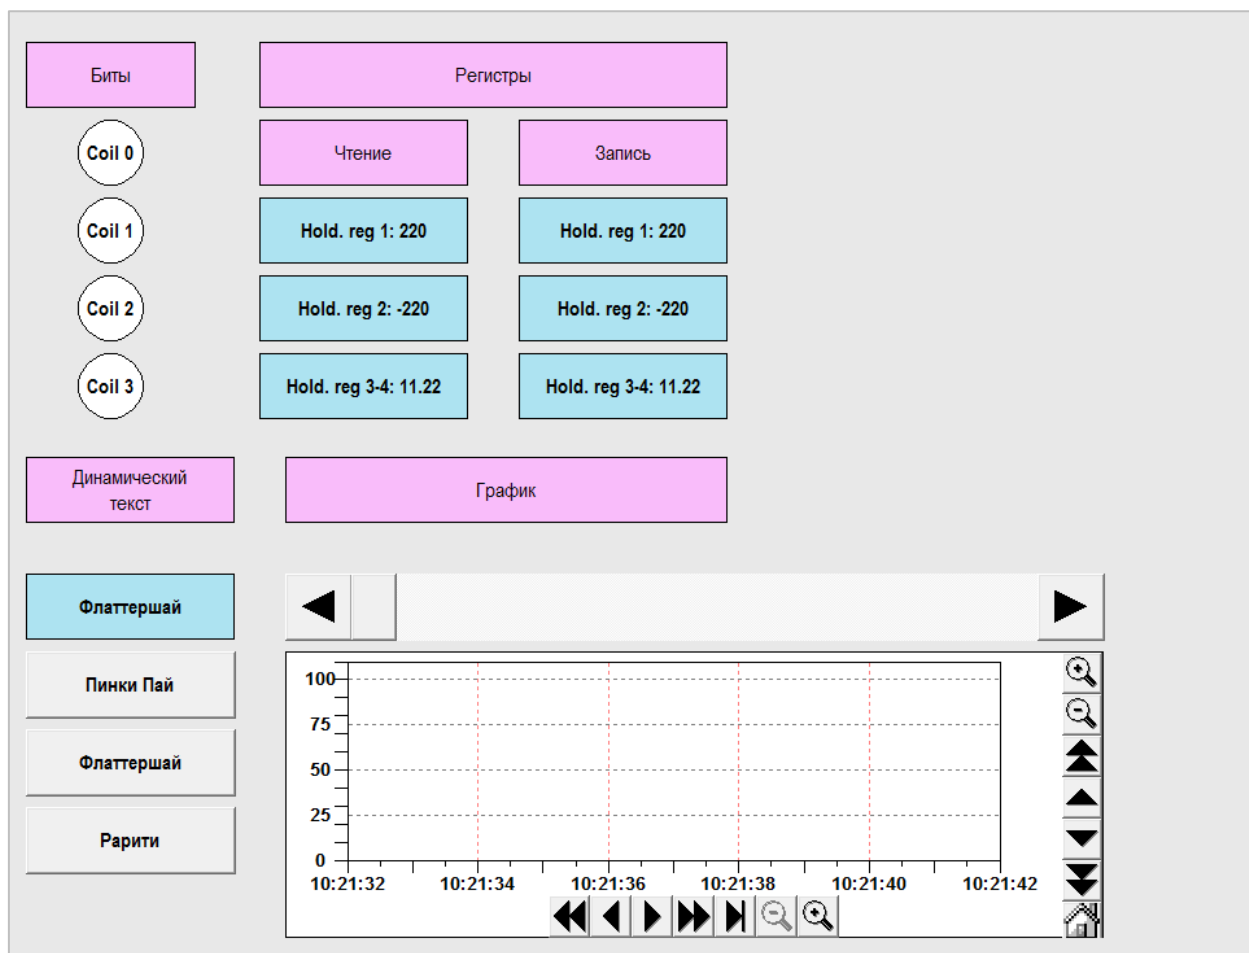 Биты
Регистры
Coil 0
Чтение
Запись
Coil 1
Hold. reg 1: 220
Hold. reg 1: 220
Coil 2
Hold. reg 2: -220
Hold. reg 2: -220
Coil 3
Hold. reg 3-4: 11.22
Hold. reg 3-4: 11.22
Динамический
текст
График
Флаттершай
Пинки Пай
Флаттершай
Рарити
100
75
50
25
0
10:21:32
10:21:34
10:21:36
10:21:38
10:21:40
10:21:42